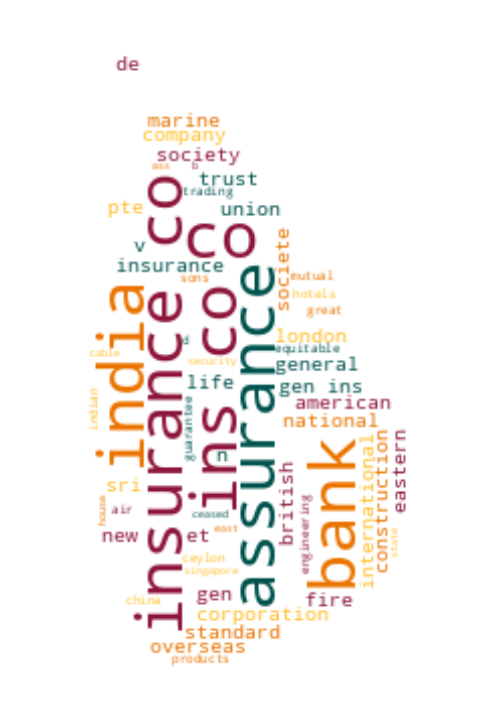 de
marine
company
society
ass
b
trust
trading
co
pte
union
co
v
insurance
societe
sons
mutual
india
co
assurance
hotels
great
insurance co
london
d
equitable
cable
security
general
life
gen ins
indian
american
ins
guarantee
national
bank
n
international
construction
eastern
sri
british
house
air
engineering
ceased
new
et
east
state
ceylon
singapore
gen
china
fire
corporation
standard
overseas
products